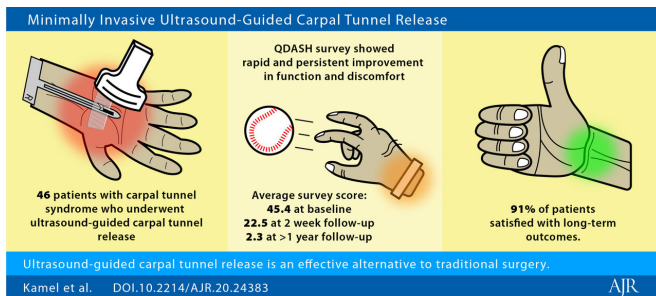 Minimally Invasive Ultrasound-Guided Carpal Tunnel Release
R
46 patients with carpal tunnel
syndrome who underwent
ultrasound-guided carpal tunnel
release
QDASH survey showed
rapid and persistent improvement
in function and discomfort
Average survey score:
45.4 at baseline
22.5 at 2 week follow-up
2.3 at >1 year follow-up
91% of patients
satisfied with long-term
outcomes.
Ultrasound-guided carpal tunnel release is an effective alternative to traditional surgery.
Kamel et al. DOI.10.2214/AJR.20.24383
AJR